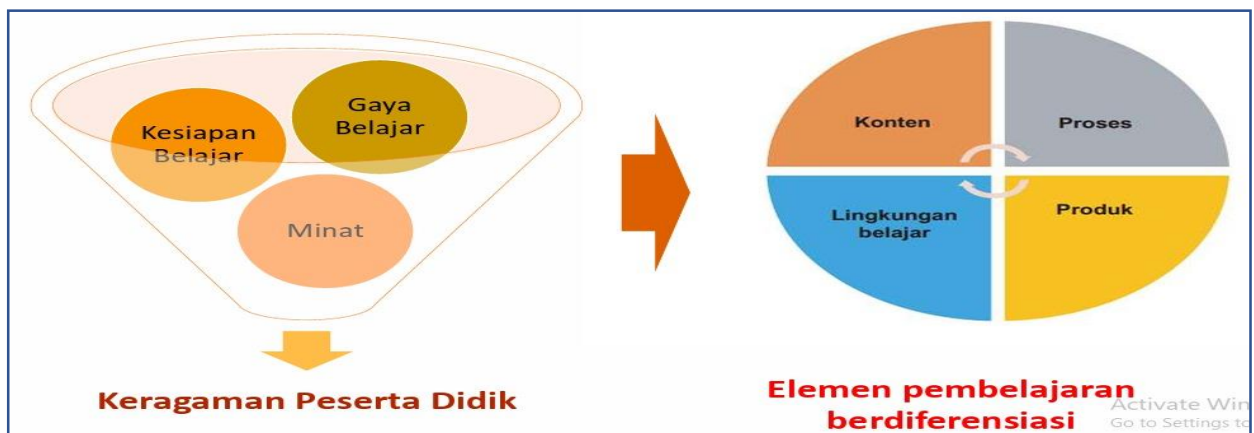 Kesiapan
Belajar
Gaya
Belajar
Minat
Keragaman Peserta Didik
Konten
Proses
Lingkungan
belajar
Produk
Elemen pembelajaran
berdiferensiasi
Activate Win
Go to Settings to